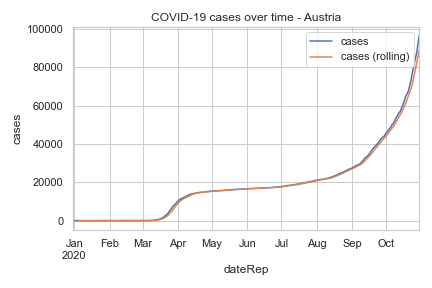 COVID-19 cases over time - Austria
cases
cases (rolling)
100000
80000
60000
40000
20000
0
cases
Jan Feb Mar Apr May Jun Jul Aug Sep Oct
2020
dateRep